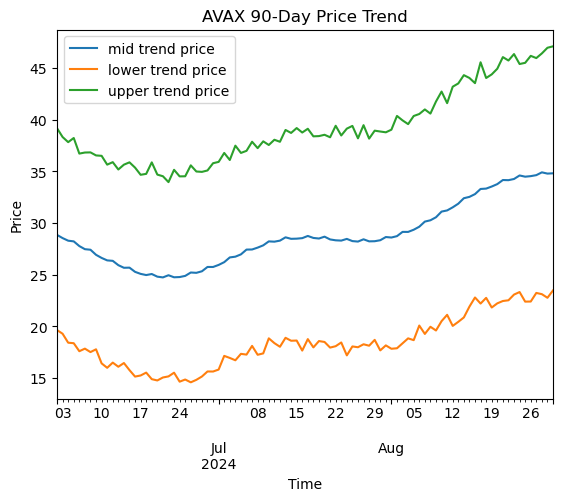 AVAX 90-Day Price Trend
mid trend price
lower trend price
upper trend price
45
40
35
30
25
20
15
Price
03 10 17 24 08 15 22 29 05 12 19 26
Jul Aug
2024
Time